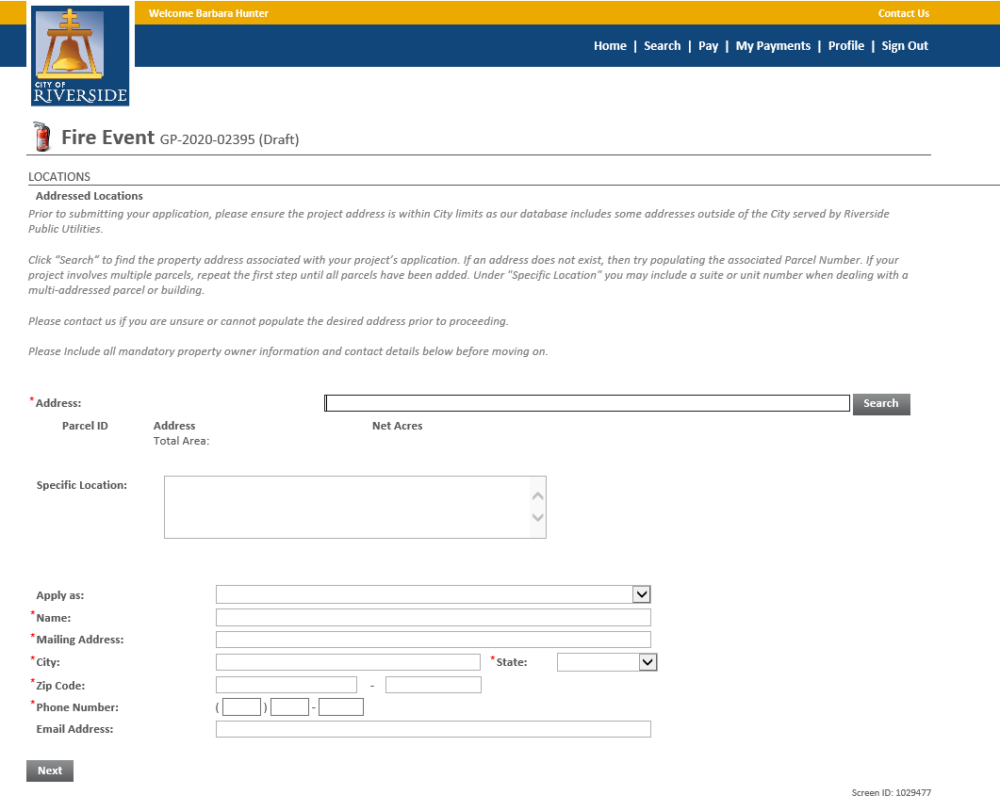 Welcome Barbara Hunter
Contact Us
Home | Search | Pay | My Payments | Profile | Sign Out
CITY OF
RIVERSIDE
Fire Event GP-2020-02395 (Draft)
LOCATIONS
Addressed Locations
Prior to submitting your application, please ensure the project address is within City limits as our database includes some addresses outside of the City served by Riverside
Public Utilities.
Click “Search” to find the property address associated with your project’s application. If an address does not exist, then try populating the associated Parcel Number. If your
project involves multiple parcels, repeat the first step until all parcels have been added. Under "Specific Location" you may include a suite or unit number when dealing with a
multi-addressed parcel or building.
Please contact us if you are unsure or cannot populate the desired address prior to proceeding.
Please Include all mandatory property owner information and contact details below before moving on.
*Address: Search
Parcel ID Address Net Acres
Total Area:
Specific Location:
Apply as:
*Name:
*Mailing Address:
*City: *State:
*Zip Code: -
*Phone Number: ( ) -
Email Address:
Next
Screen ID: 1029477